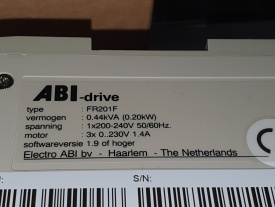 ABI-drive
type : FR201F
vermogen : 0.44kVA (0.20kW)
spanning : 1x200-240V 50/60Hz.
motor : 3x 0..230V 1.4A
softwareversie 1.9 of hoger
Electro ABI bv - Haarlem - The Netherlands
CE
S/N: